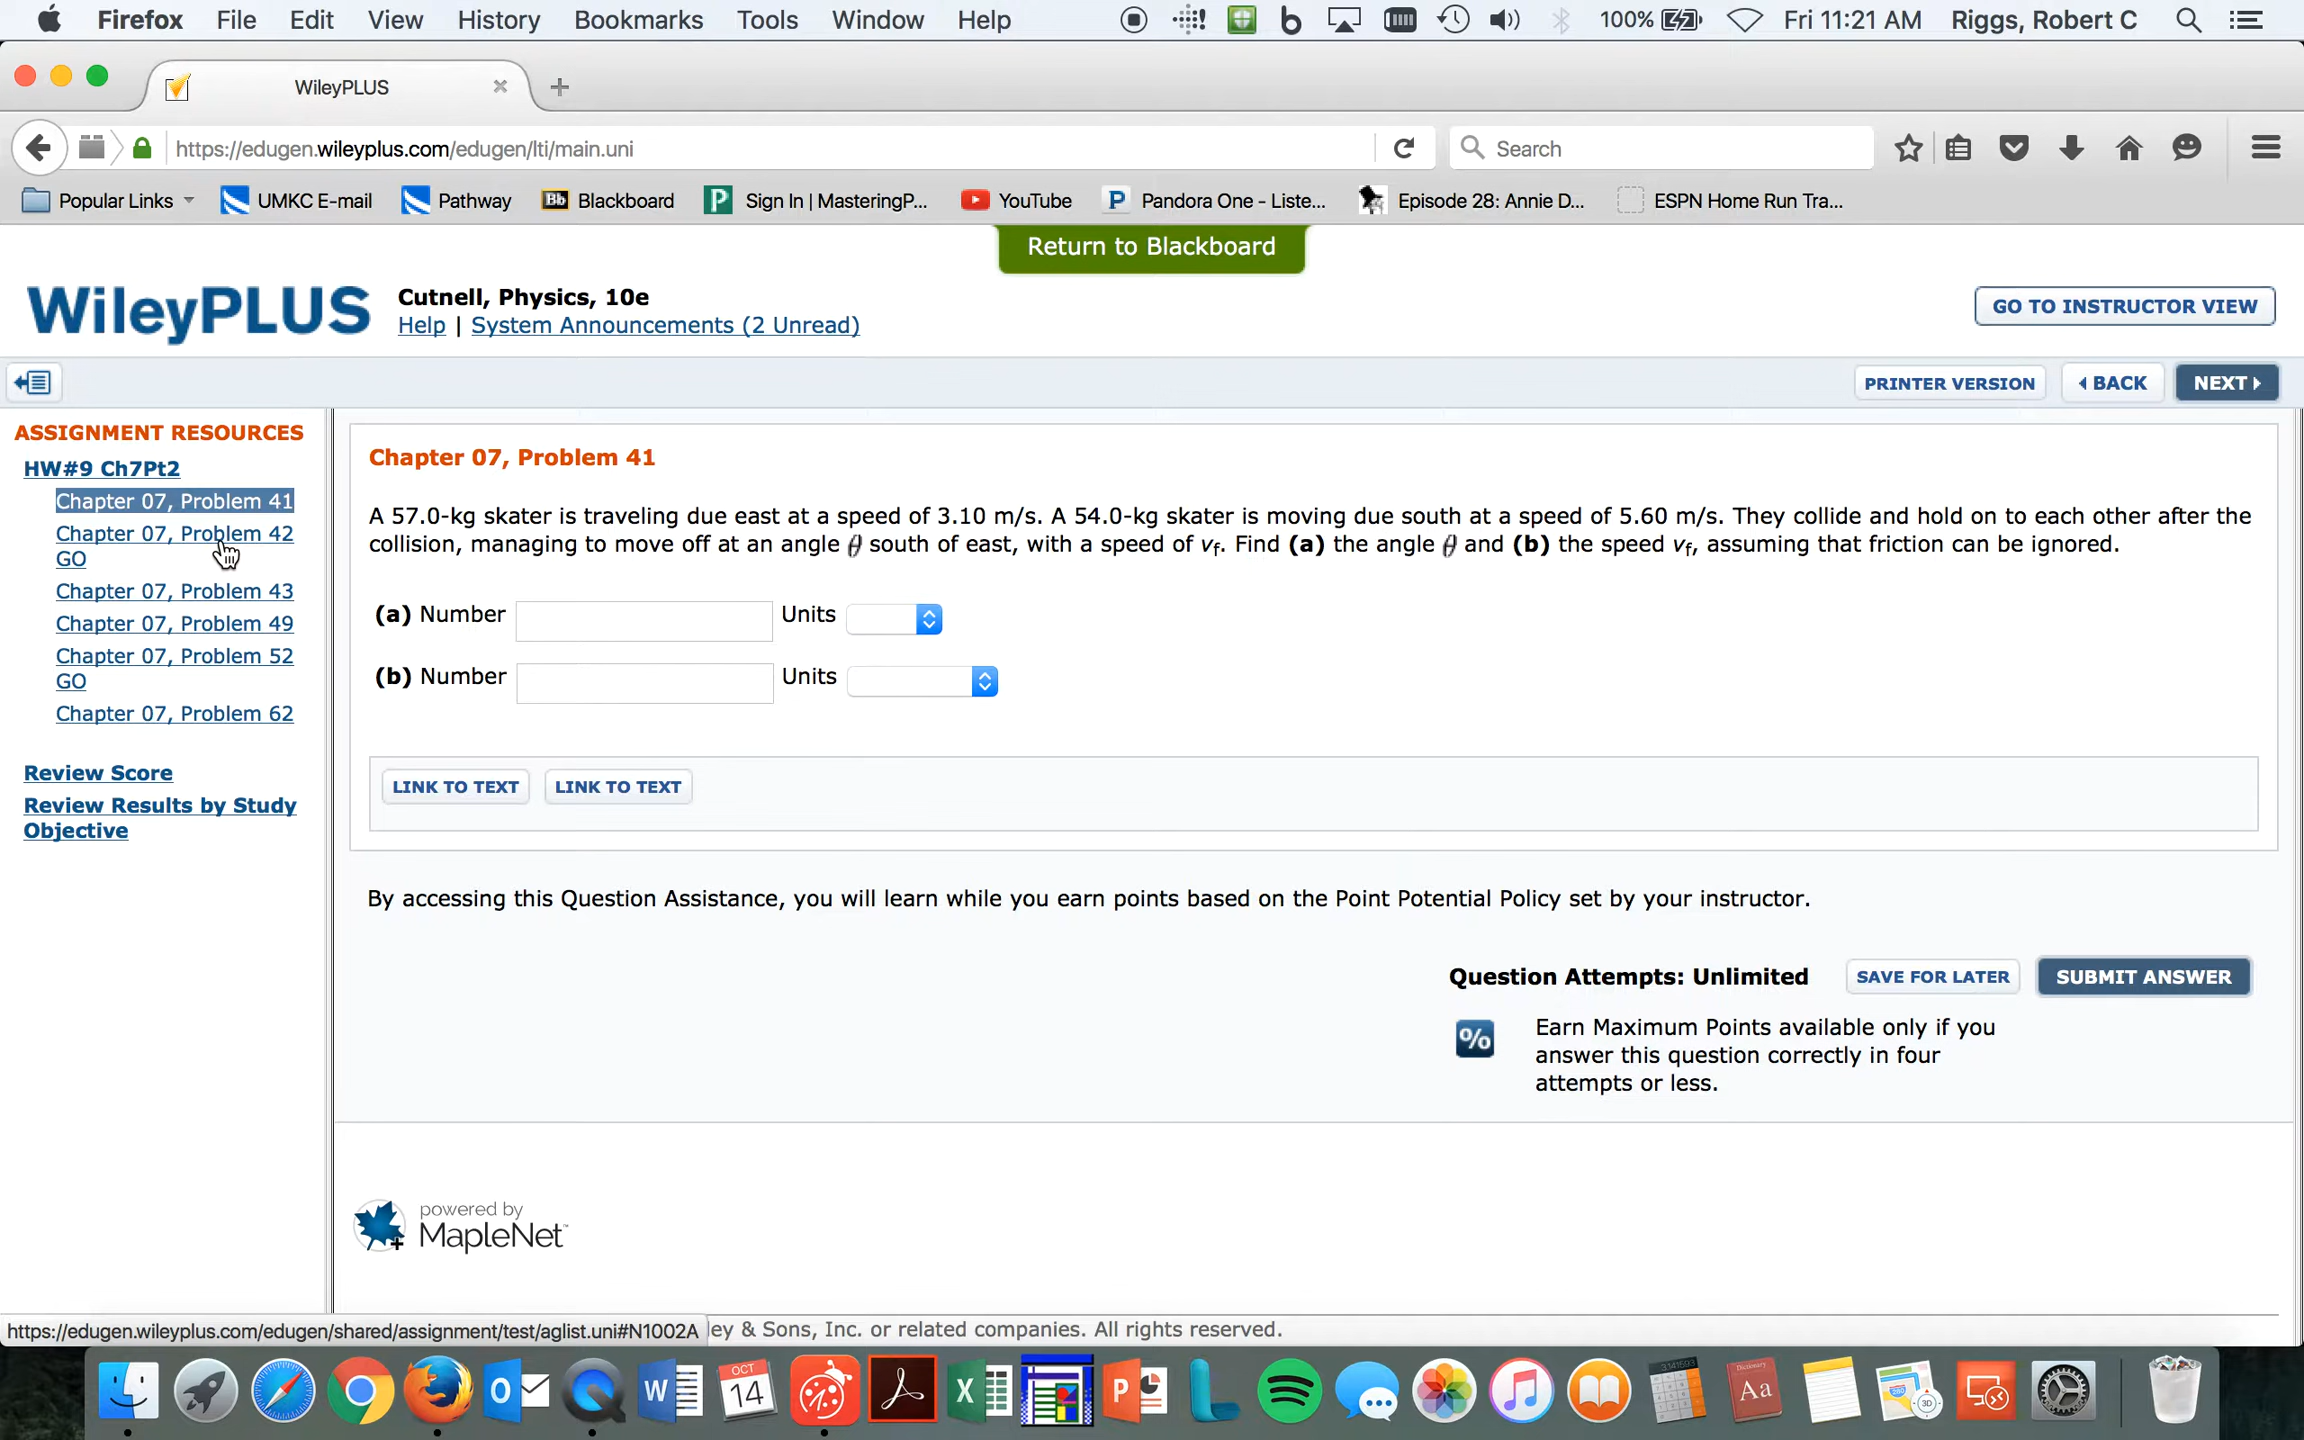 Firefox File Edit View History Bookmarks Tools Window Help 100% Fri 11:21 AM Riggs, Robert C
WileyPLUS
https://edugen.wileyplus.com/edugen/lti/main.uni
Search
Popular Links UMKC E-mail Pathway Bb Blackboard Sign In | MasteringP... YouTube Pandora One - Liste... Episode 28: Annie D... ESPN Home Run Tra...
Return to Blackboard
WileyPLUS
Cutnell, Physics, 10e
Help | System Announcements (2 Unread)
GO TO INSTRUCTOR VIEW
PRINTER VERSION BACK NEXT
ASSIGNMENT RESOURCES
HW#9 Ch7Pt2
Chapter 07, Problem 41
Chapter 07, Problem 42
GO
Chapter 07, Problem 43
Chapter 07, Problem 49
Chapter 07, Problem 52
GO
Chapter 07, Problem 62
Review Score
Review Results by Study
Objective
Chapter 07, Problem 41
A 57.0-kg skater is traveling due east at a speed of 3.10 m/s. A 54.0-kg skater is moving due south at a speed of 5.60 m/s. They collide and hold on to each other after the
collision, managing to move off at an angle θ south of east, with a speed of vf. Find (a) the angle θ and (b) the speed vf, assuming that friction can be ignored.
(a) Number Units
(b) Number Units
LINK TO TEXT LINK TO TEXT
By accessing this Question Assistance, you will learn while you earn points based on the Point Potential Policy set by your instructor.
Question Attempts: Unlimited SAVE FOR LATER SUBMIT ANSWER
% Earn Maximum Points available only if you
answer this question correctly in four
attempts or less.
powered by
MapleNet™
https://edugen.wileyplus.com/edugen/shared/assignment/test/aglist.uni#N1002A ley & Sons, Inc. or related companies. All rights reserved.
OCT
14
3.141593
Aa
280
3D